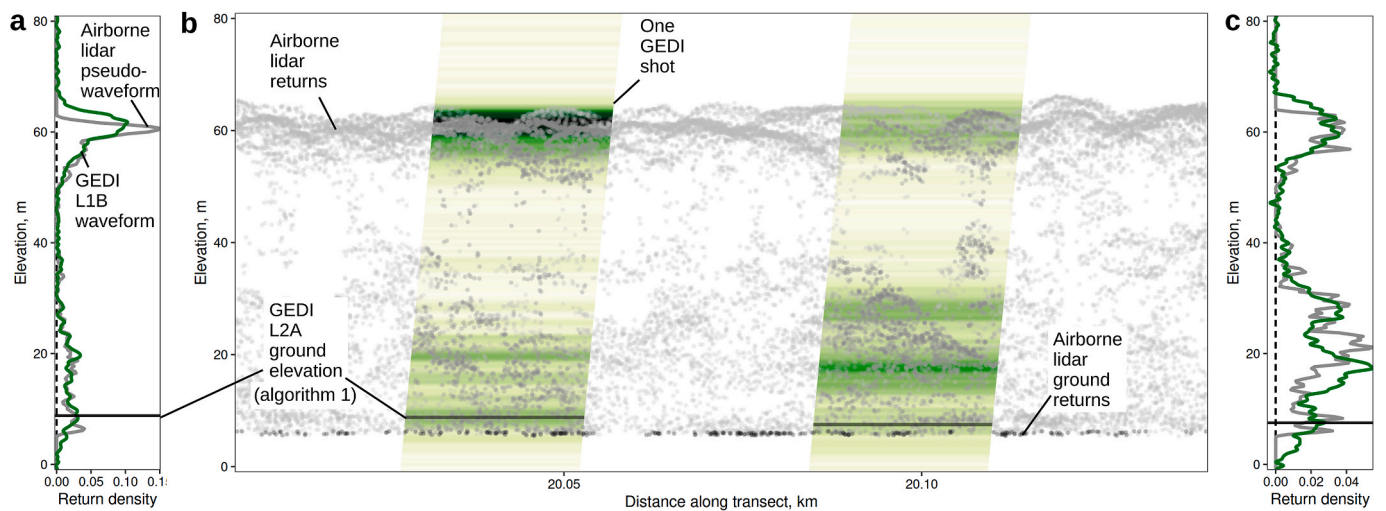 a
80
60
40
20
0
Elevation, m
Airborne
lidar
pseudo-
waveform
GEDI
L1B
waveform
0.00 0.05 0.10 0.1
Return density
b
80
60
40
20
0
Elevation, m
Airborne
lidar
returns
One
GEDI
shot
GEDI
L2A
ground
elevation
(algorithm 1)
Airborne
lidar
ground
returns
20.05 20.10
Distance along transect, km
c
80
60
40
20
0
Elevation, m
0.00 0.02 0.04
Return density